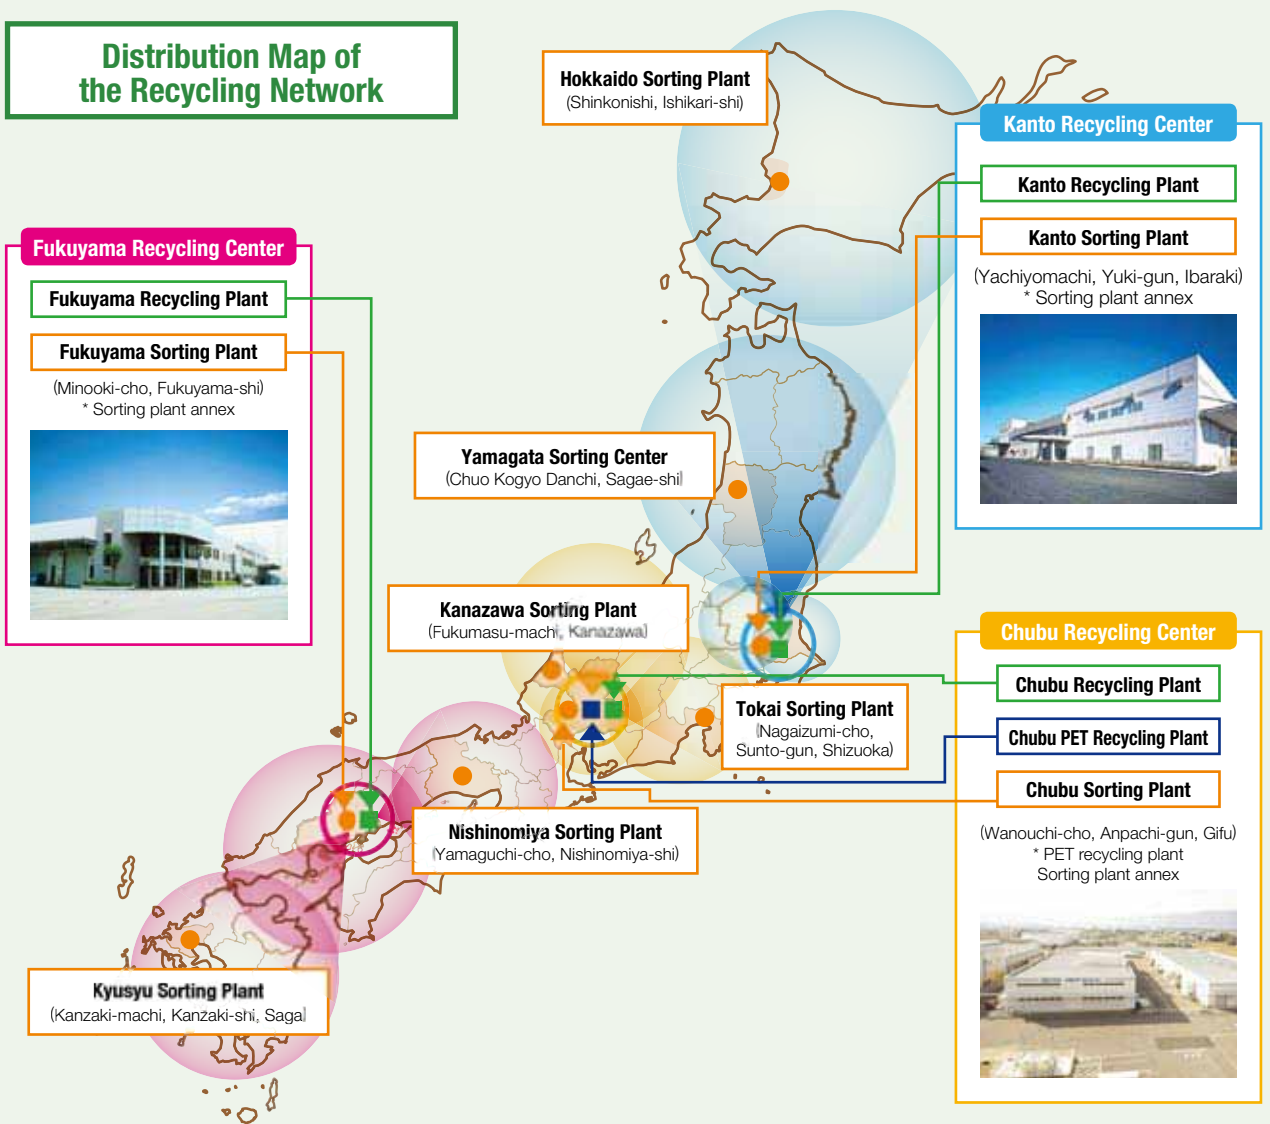 Distribution Map of
the Recycling Network
Hokkaido Sorting Plant
(Shinkonishi, Ishikari-shi)
Kanto Recycling Center
Kanto Recycling Plant
Kanto Sorting Plant
(Yachiyomachi, Yuki-gun, Ibaraki)
* Sorting plant annex
Fukuyama Recycling Center
Fukuyama Recycling Plant
Fukuyama Sorting Plant
(Minooki-cho, Fukuyama-shi)
* Sorting plant annex
Yamagata Sorting Center
(Chuo Kogyo Danchi, Sagae-shi)
Kanazawa Sorting Plant
(Fukumasu-machi, Kanazawa)
Chubu Recycling Center
Chubu Recycling Plant
Chubu PET Recycling Plant
Chubu Sorting Plant
(Wanouchi-cho, Anpachi-gun, Gifu)
* PET recycling plant
Sorting plant annex
Tokai Sorting Plant
(Nagaizumi-cho,
Sunto-gun, Shizuoka)
Nishinomiya Sorting Plant
(Yamaguchi-cho, Nishinomiya-shi)
Kyusyu Sorting Plant
(Kanzaki-machi, Kanzaki-shi, Saga)